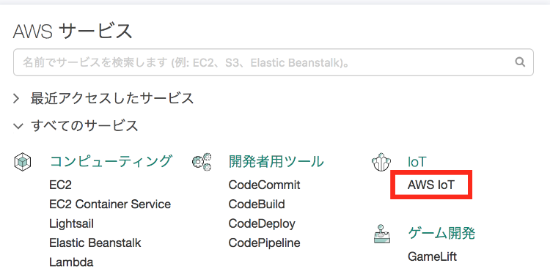 AWS サービス
名前でサービスを検索します (例: EC2、S3、Elastic Beanstalk)。
最近アクセスしたサービス
すべてのサービス
コンピューティング
EC2
EC2 Container Service
Lightsail
Elastic Beanstalk
Lambda
開発者用ツール
CodeCommit
CodeBuild
CodeDeploy
CodePipeline
IoT
AWS IoT
ゲーム開発
GameLift